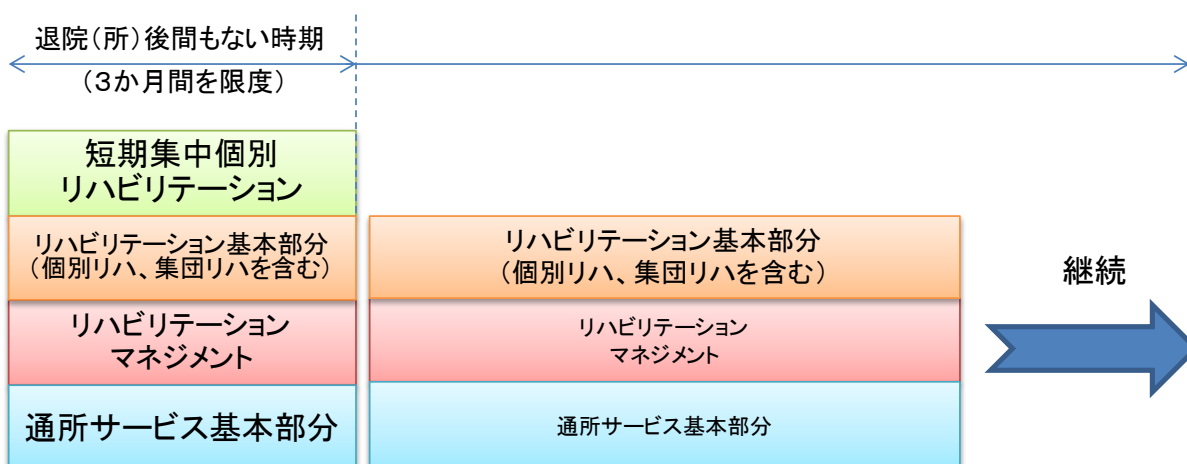 退院(所)後間もない時期
(3か月間を限度)
短期集中個別
リハビリテーション
リハビリテーション基本部分
(個別リハ、集団リハを含む)
リハビリテーション
マネジメント
通所サービス基本部分
リハビリテーション基本部分
(個別リハ、集団リハを含む)
リハビリテーション
マネジメント
通所サービス基本部分
継続